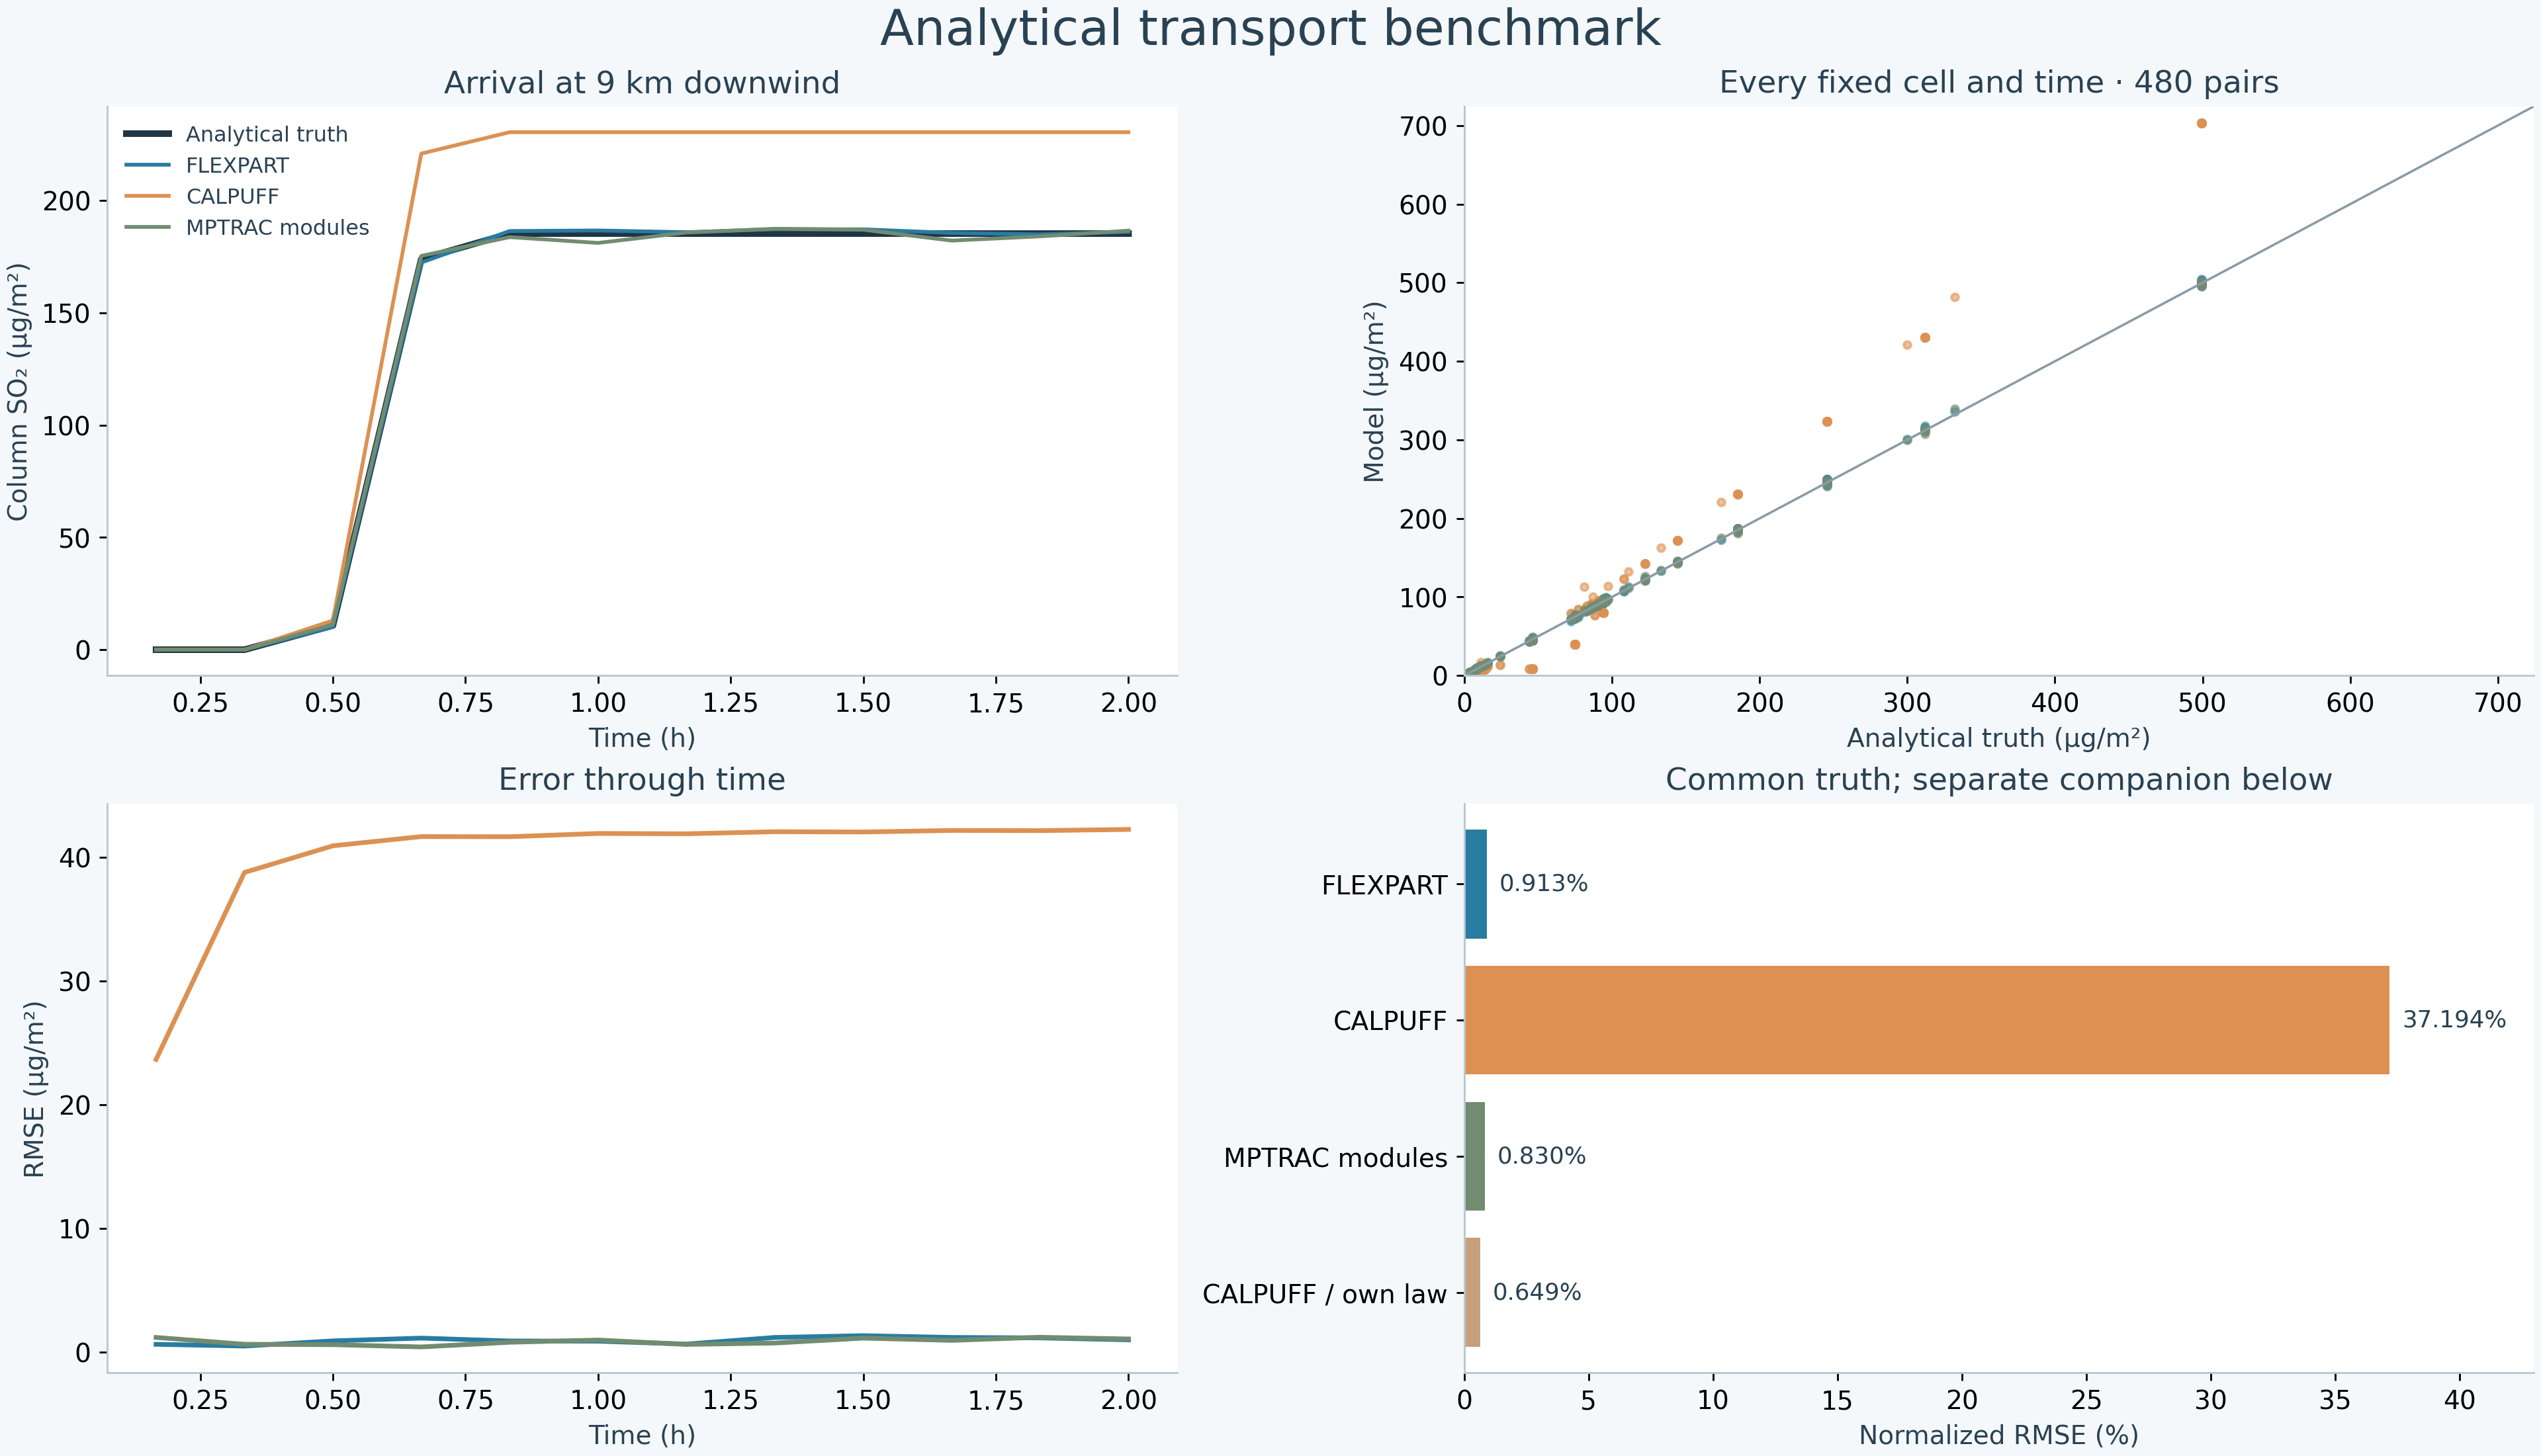 Analytical transport benchmark
Arrival at 9 km downwind
Analytical truth
FLEXPART
CALPUFF
MPTRAC modules
200
150
100
50
0
Column SO₂ (µg/m²)
0.25 0.50 0.75 1.00 1.25 1.50 1.75 2.00
Time (h)
Every fixed cell and time · 480 pairs
700
600
500
400
300
200
100
0
Model (µg/m²)
0 100 200 300 400 500 600 700
Analytical truth (µg/m²)
Error through time
40
30
20
10
0
RMSE (µg/m²)
0.25 0.50 0.75 1.00 1.25 1.50 1.75 2.00
Time (h)
Common truth; separate companion below
FLEXPART 0.913%
CALPUFF 37.194%
MPTRAC modules 0.830%
CALPUFF / own law 0.649%
0 5 10 15 20 25 30 35 40
Normalized RMSE (%)